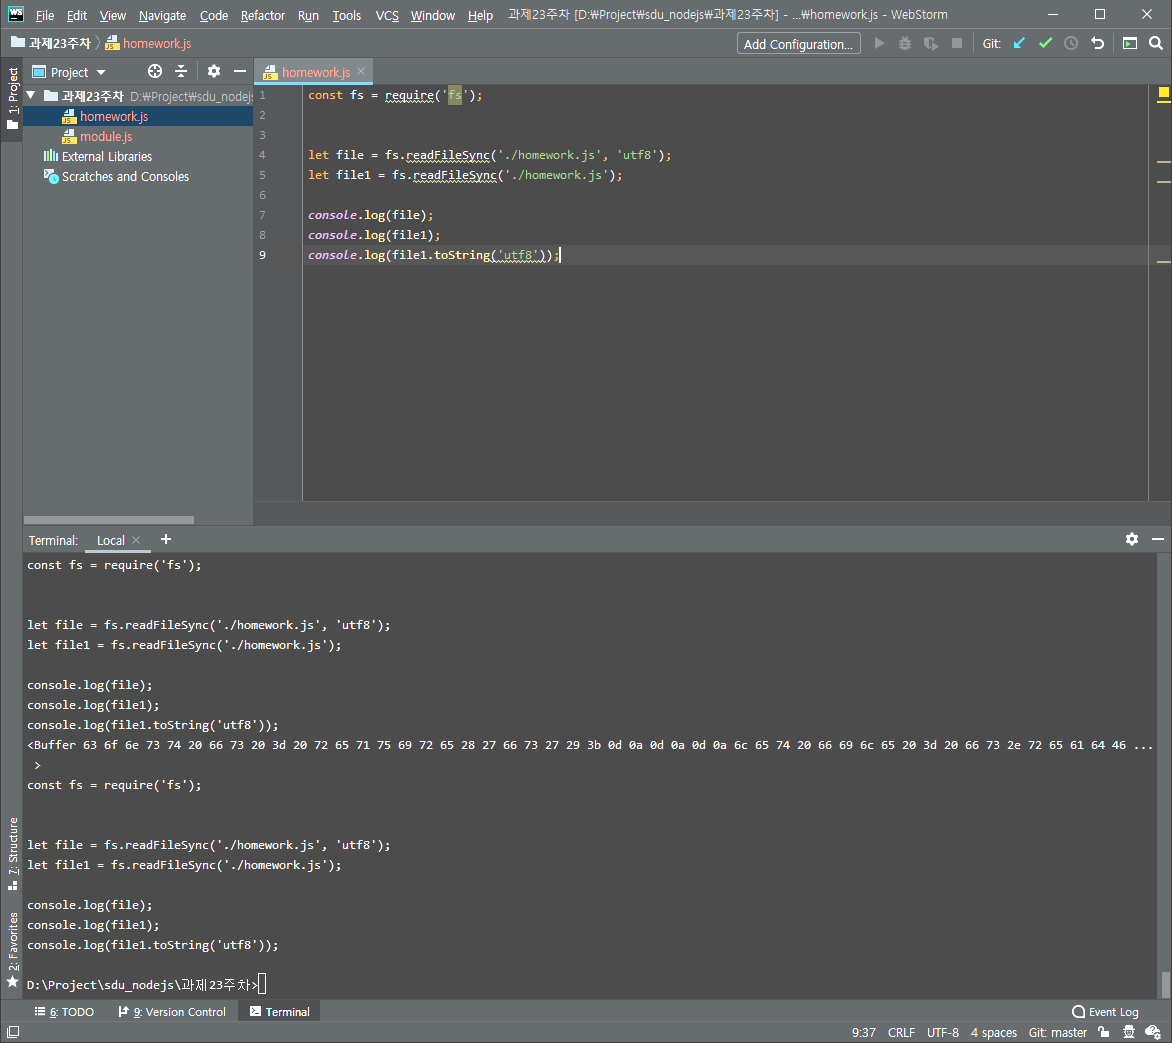 WS File Edit View Navigate Code Refactor Run Tools VCS Window Help 과제23주차 [D:₩Project₩sdu_nodejs₩과제23주차] - ...₩homework.js - WebStorm
과제23주차 homework.js Add Configuration... Git:
1: Project
Project
과제23주차 D:₩Project₩sdu_nodejs
homework.js
module.js
External Libraries
Scratches and Consoles
homework.js
1 const fs = require('fs');
2
3
4 let file = fs.readFileSync('./homework.js', 'utf8');
5 let file1 = fs.readFileSync('./homework.js');
6
7 console.log(file);
8 console.log(file1);
9 console.log(file1.toString('utf8'));
Terminal: Local +
const fs = require('fs');
let file = fs.readFileSync('./homework.js', 'utf8');
let file1 = fs.readFileSync('./homework.js');
console.log(file);
console.log(file1);
console.log(file1.toString('utf8'));
<Buffer 63 6f 6e 73 74 20 66 73 20 3d 20 72 65 71 75 69 72 65 28 27 66 73 27 29 3b 0d 0a 0d 0a 0d 0a 6c 65 74 20 66 69 6c 65 20 3d 20 66 73 2e 72 65 61 64 46 ...
>
const fs = require('fs');
let file = fs.readFileSync('./homework.js', 'utf8');
let file1 = fs.readFileSync('./homework.js');
console.log(file);
console.log(file1);
console.log(file1.toString('utf8'));
D:\Project\sdu_nodejs\과제23주차>
7: Structure
2: Favorites
6: TODO 9: Version Control Terminal Event Log
9:37 CRLF UTF-8 4 spaces Git: master